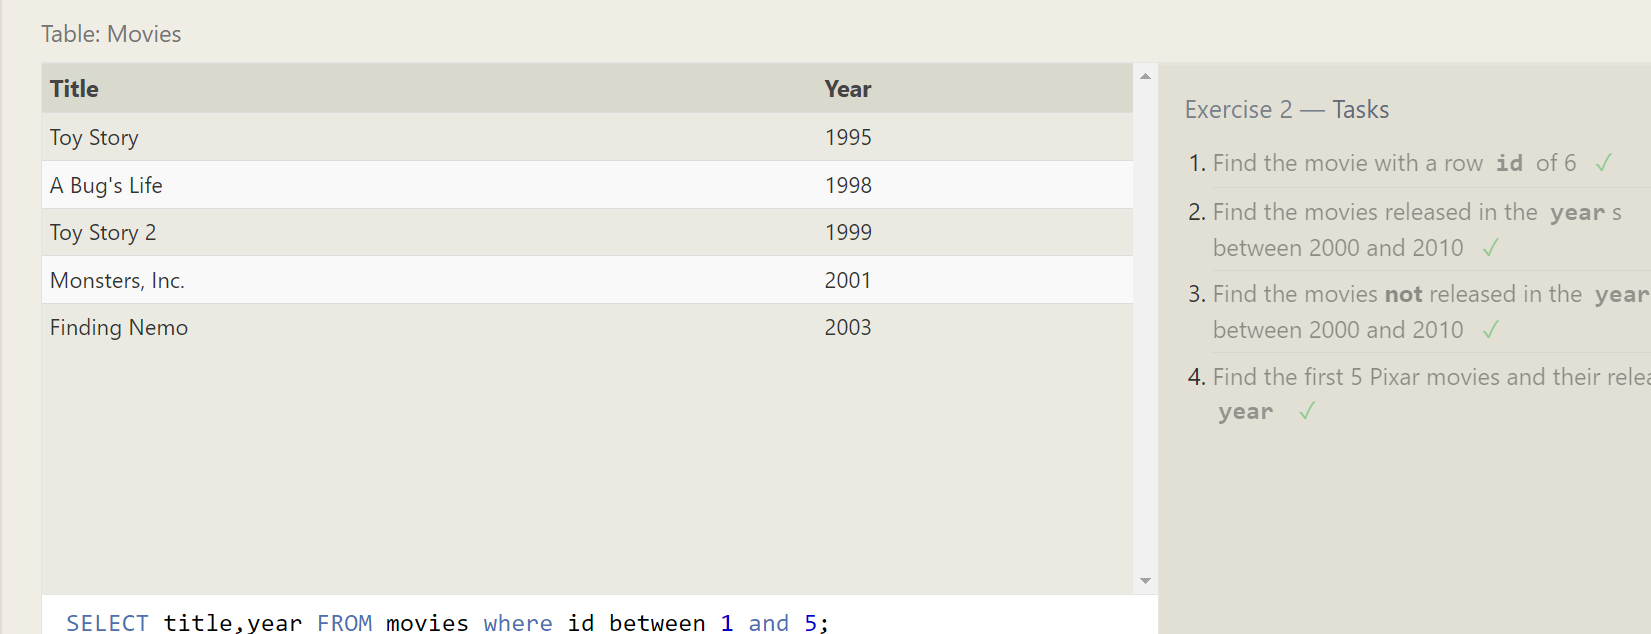 Table: Movies
Title Year
Toy Story 1995
A Bug's Life 1998
Toy Story 2 1999
Monsters, Inc. 2001
Finding Nemo 2003
SELECT title,year FROM movies where id between 1 and 5;
Exercise 2 — Tasks
1. Find the movie with a row id of 6 ✓
2. Find the movies released in the year s
between 2000 and 2010 ✓
3. Find the movies not released in the year
between 2000 and 2010 ✓
4. Find the first 5 Pixar movies and their
year ✓